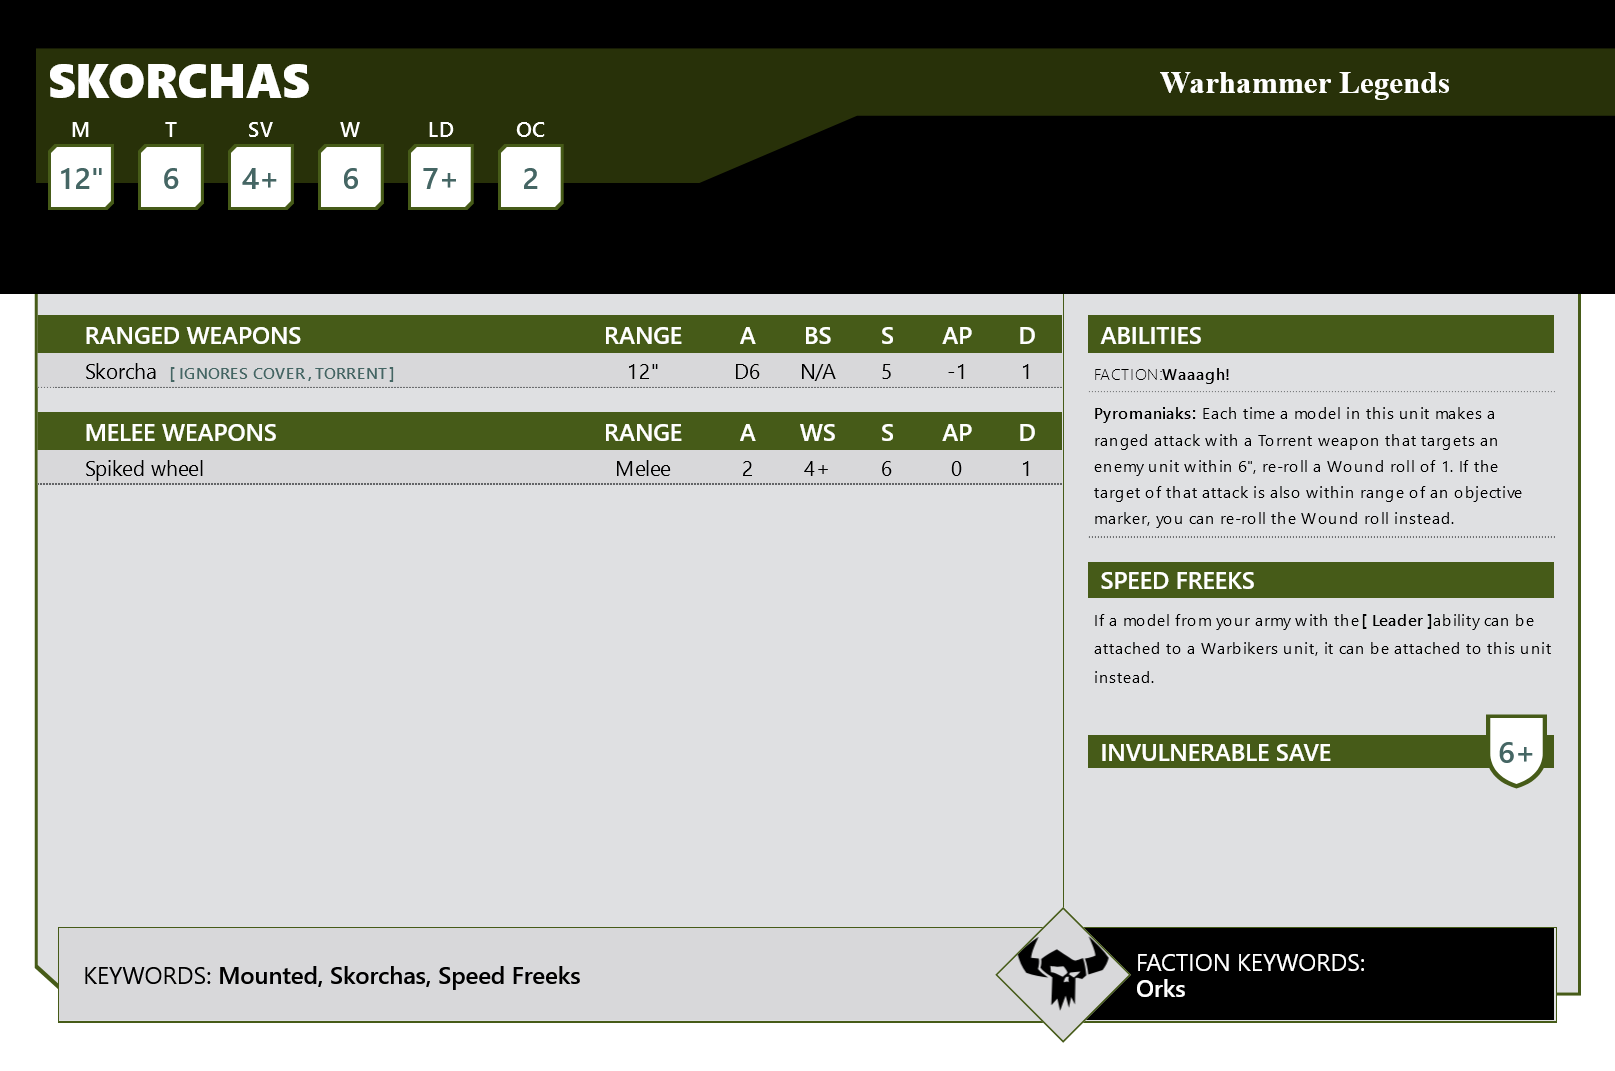 SKORCHAS
Warhammer Legends
M T SV W LD OC
12" 6 4+ 6 7+ 2
RANGED WEAPONS RANGE A BS S AP D
Skorcha [ IGNORES COVER, TORRENT] 12" D6 N/A 5 -1 1
MELEE WEAPONS RANGE A WS S AP D
Spiked wheel Melee 2 4+ 6 0 1
ABILITIES
FACTION:Waaagh!
Pyromaniaks: Each time a model in this unit makes a
ranged attack with a Torrent weapon that targets an
enemy unit within 6", re-roll a Wound roll of 1. If the
target of that attack is also within range of an objective
marker, you can re-roll the Wound roll instead.
SPEED FREEKS
If a model from your army with the [ Leader ]ability can be
attached to a Warbikers unit, it can be attached to this unit
instead.
INVULNERABLE SAVE 6+
KEYWORDS: Mounted, Skorchas, Speed Freeks
FACTION KEYWORDS:
Orks